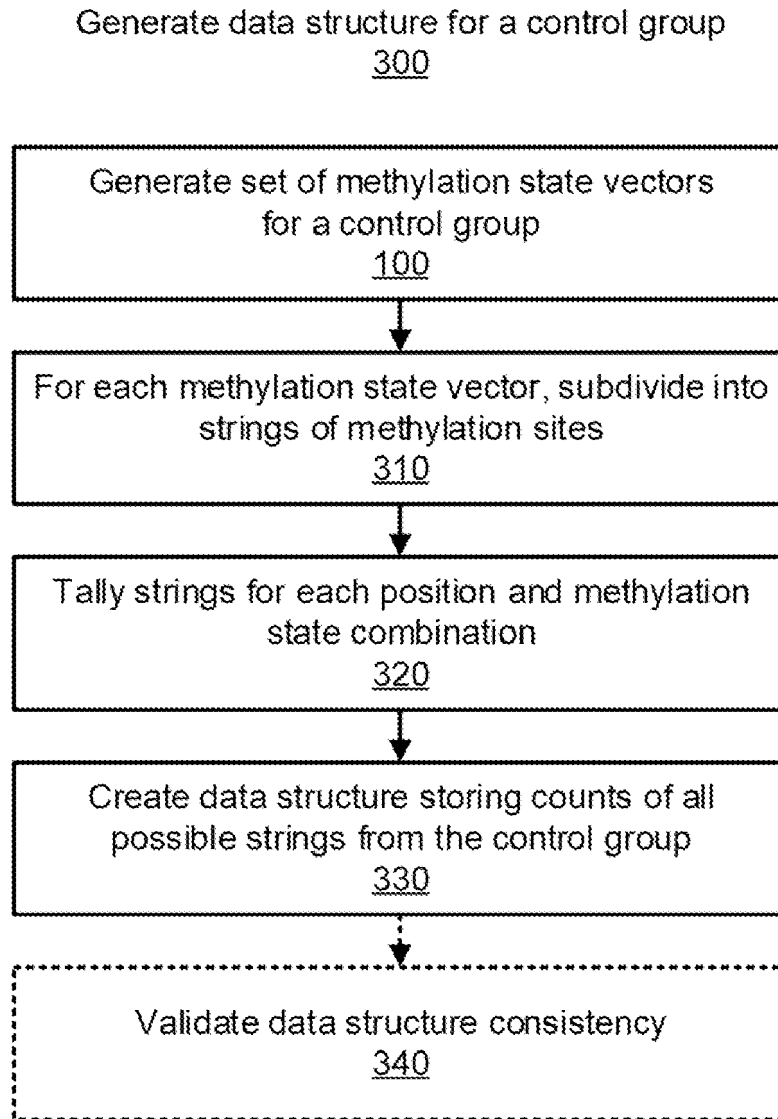 Generate data structure for a control group
300
Generate set of methylation state vectors
for a control group
100
For each methylation state vector, subdivide into
strings of methylation sites
310
Tally strings for each position and methylation
state combination
320
Create data structure storing counts of all
possible strings from the control group
330
Validate data structure consistency
340